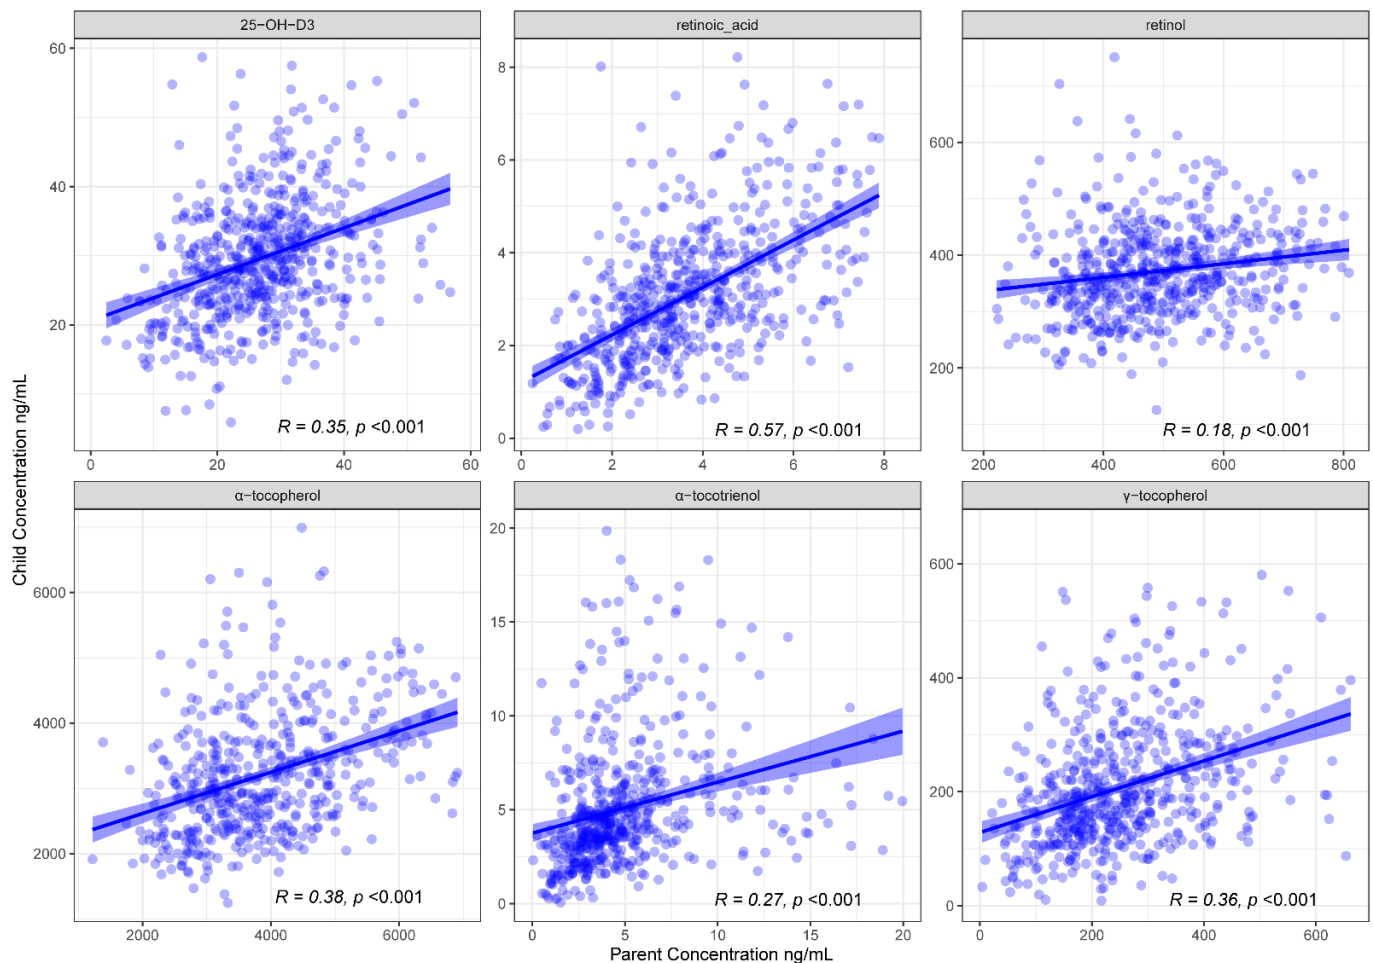 25−OH−D3
retinoic_acid
retinol
60
40
20
8
6
4
2
0
600
400
200
R = 0.35, p <0.001
R = 0.57, p <0.001
R = 0.18, p <0.001
0 20 40 60
0 2 4 6 8
200 400 600 800
Child Concentration ng/mL
α−tocopherol
α−tocotrienol
γ−tocopherol
6000
4000
2000
20
15
10
5
0
600
400
200
0
R = 0.38, p <0.001
R = 0.27, p <0.001
R = 0.36, p <0.001
2000 4000 6000
0 5 10 15 20
0 200 400 600
Parent Concentration ng/mL